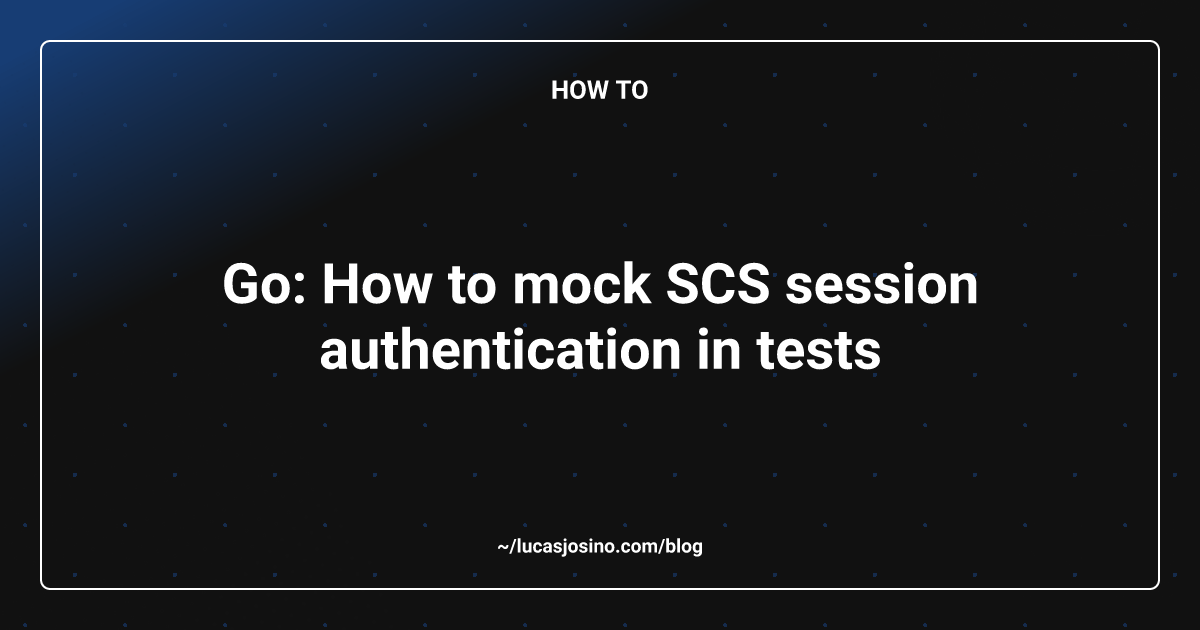 HOW TO
Go: How to mock SCS session
authentication in tests
~/lucasjosino.com/blog